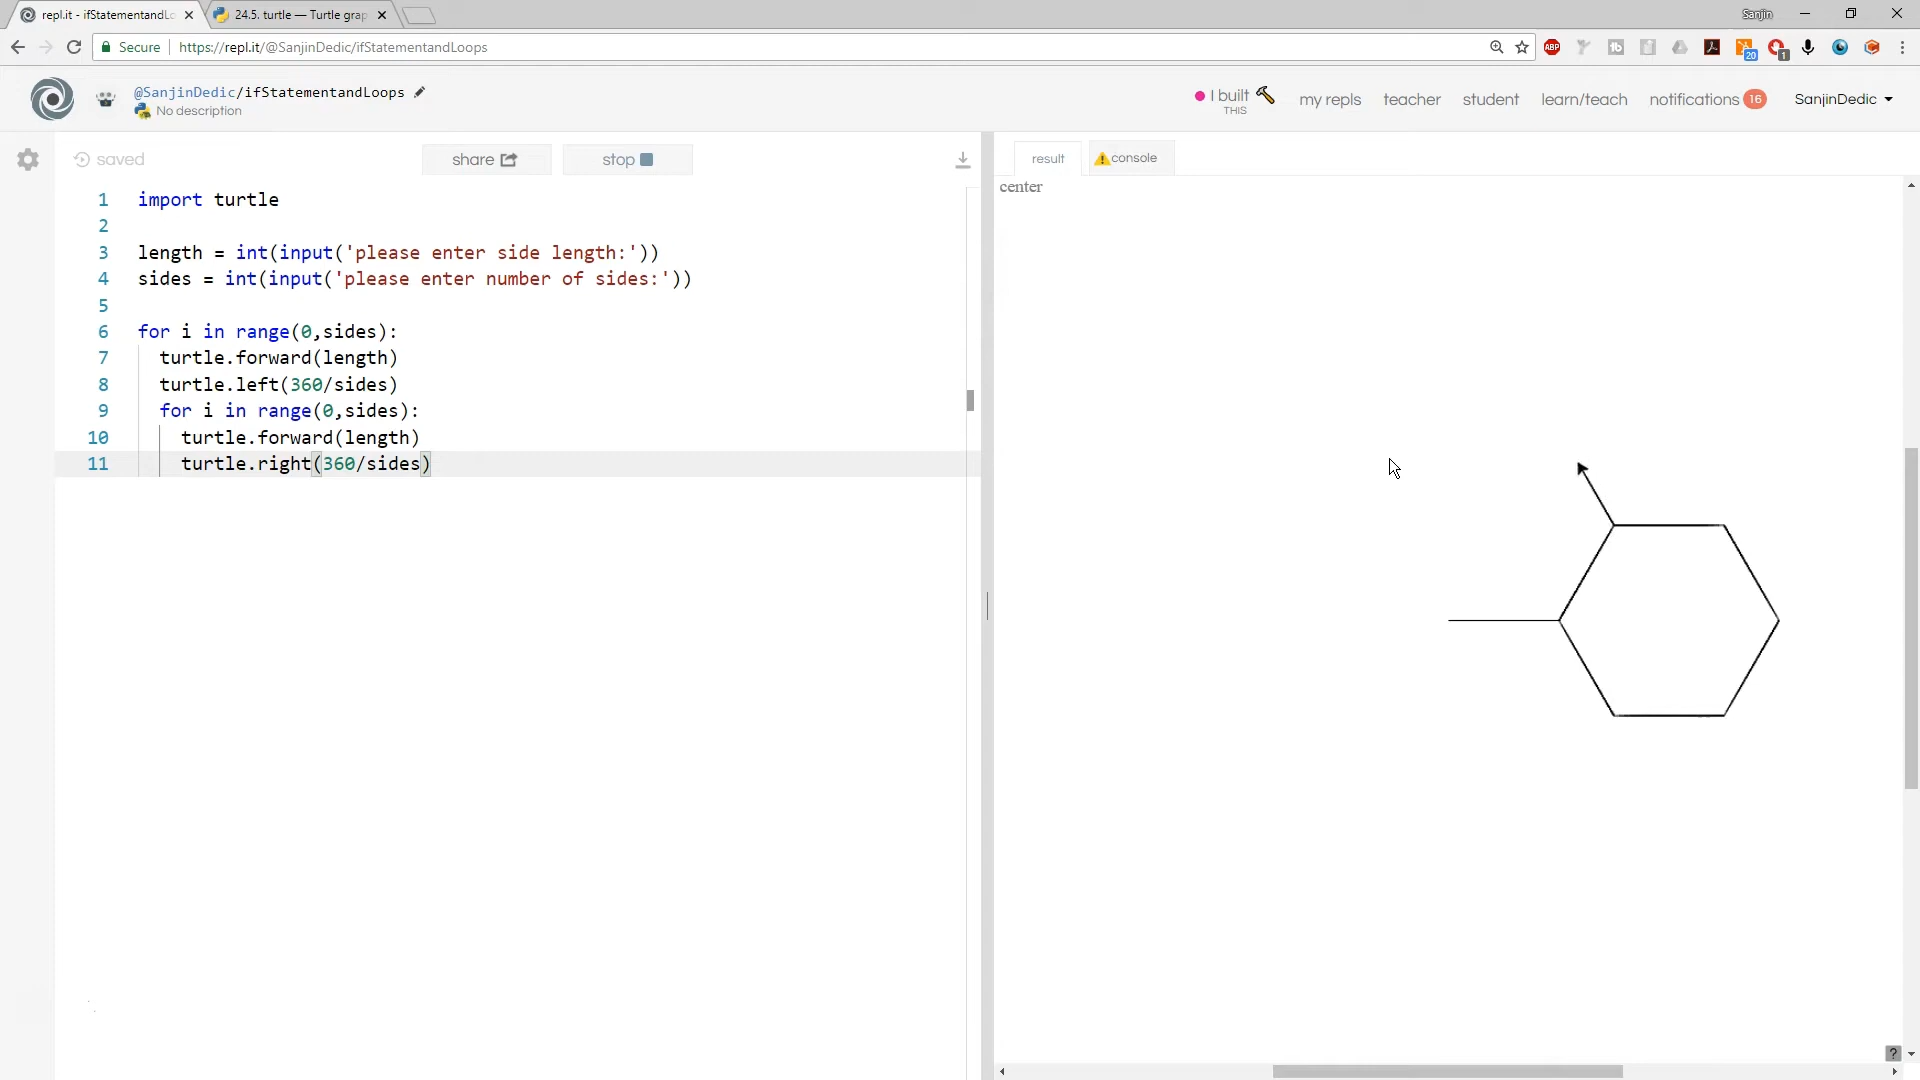 repl.it - ifStatementandLo
24.5. turtle — Turtle grap
Sanjin
Secure
https://repl.it/@SanjinDedic/ifStatementandLoops
ABP
20
1
@SanjinDedic/ifStatementandLoops
No description
I built
THIS
my repls
teacher
student
learn/teach
notifications 16
SanjinDedic
saved
share
stop
result
console
center
1 import turtle
2
3 length = int(input('please enter side length:'))
4 sides = int(input('please enter number of sides:'))
5
6 for i in range(0,sides):
7 turtle.forward(length)
8 turtle.left(360/sides)
9 for i in range(0,sides):
10 turtle.forward(length)
11 turtle.right(360/sides)
?